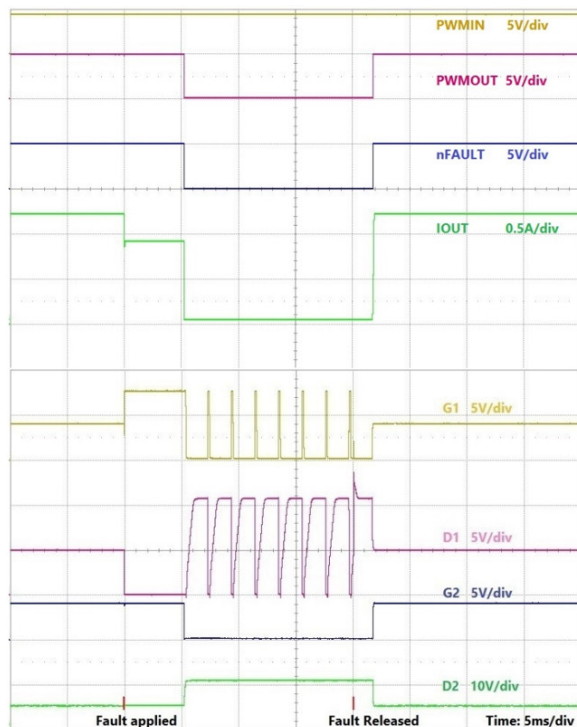 PWMIN 5V/div
PWMOUT 5V/div
nFAULT 5V/div
IOUT 0.5A/div
G1 5V/div
D1 5V/div
G2 5V/div
D2 10V/div
Fault applied Fault Released Time: 5ms/div